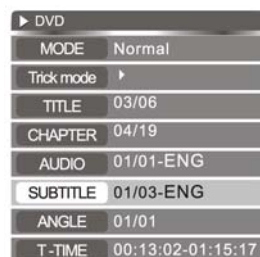 DVD
MODE Normal
Trick mode
TITLE 03/06
CHAPTER 04/19
AUDIO 01/01-ENG
SUBTITLE 01/03-ENG
ANGLE 01/01
T-TIME 00:13:02-01:15:17